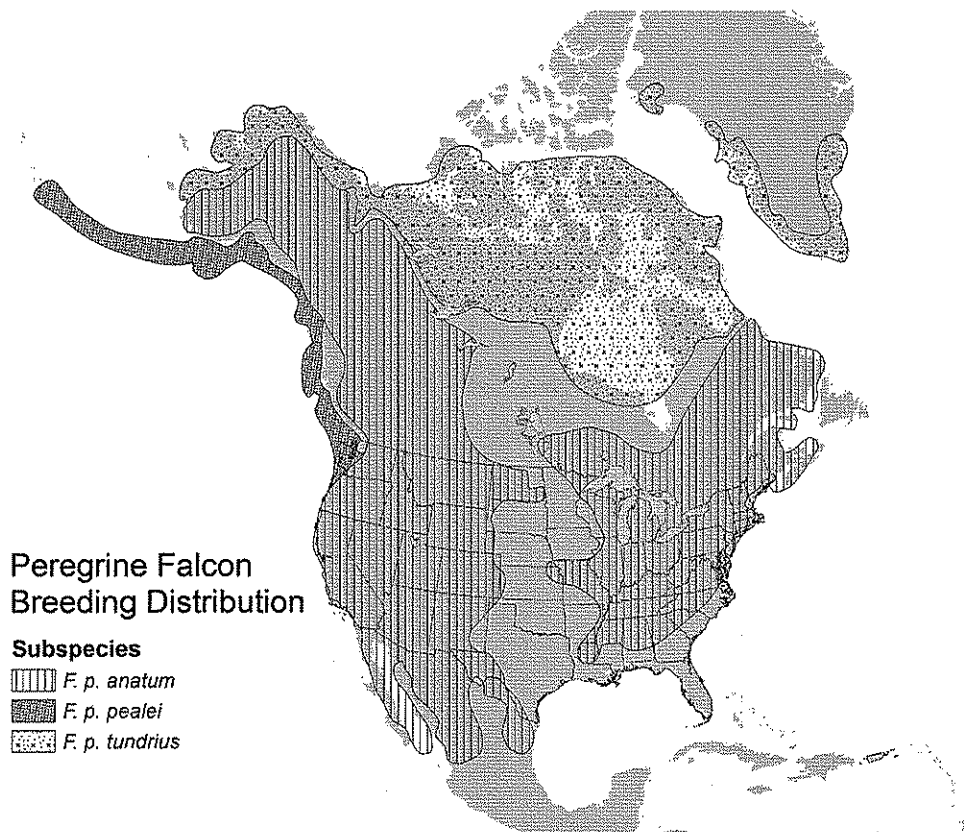 Peregrine Falcon
Breeding Distribution
Subspecies
F. p. anatum
F. p. pealei
F. p. tundrius